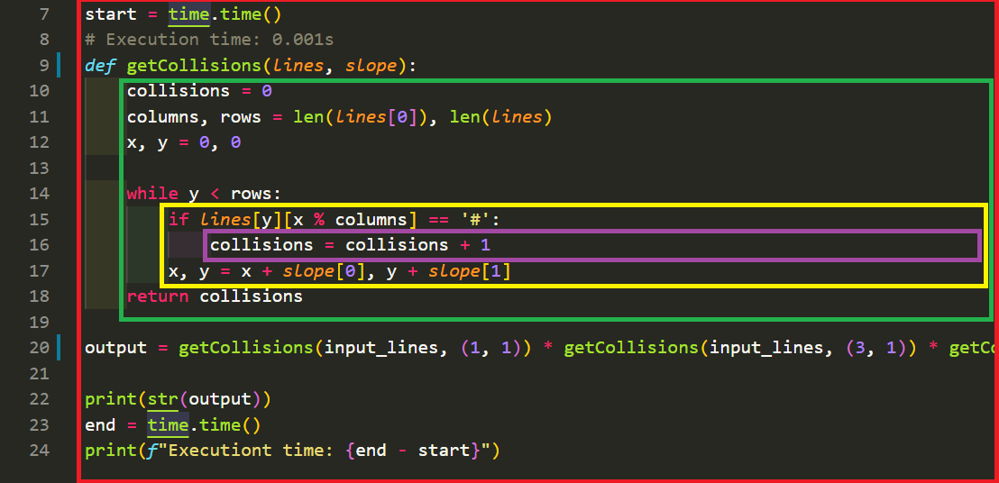 7 start = time.time()
8 # Execution time: 0.001s
9 def getCollisions(lines, slope):
10 collisions = 0
11 columns, rows = len(lines[0]), len(lines)
12 x, y = 0, 0
13
14 while y < rows:
15 if lines[y][x % columns] == '#':
16 collisions = collisions + 1
17 x, y = x + slope[0], y + slope[1]
18 return collisions
19
20 output = getCollisions(input_lines, (1, 1)) * getCollisions(input_lines, (3, 1)) * getCo
21
22 print(str(output))
23 end = time.time()
24 print(f"Executiont time: {end - start}")